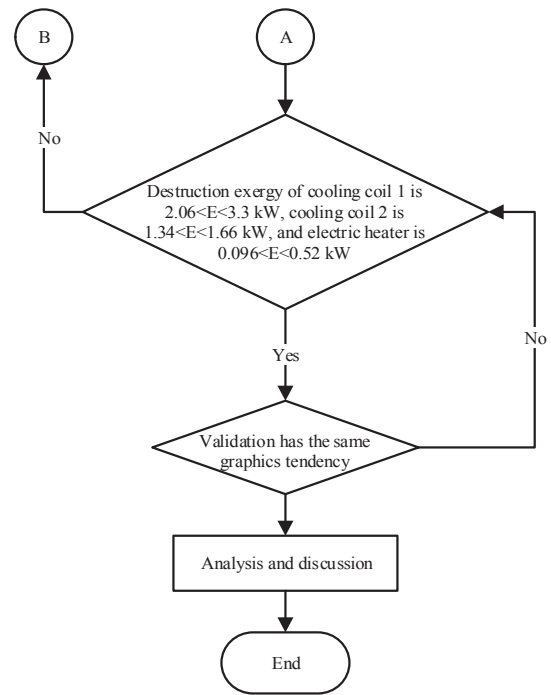 B
A
No
Destruction exergy of cooling coil 1 is
2.06<E<3.3 kW, cooling coil 2 is
1.34<E<1.66 kW, and electric heater is
0.096<E<0.52 kW
No
Yes
Validation has the same
graphics tendency
Analysis and discussion
End